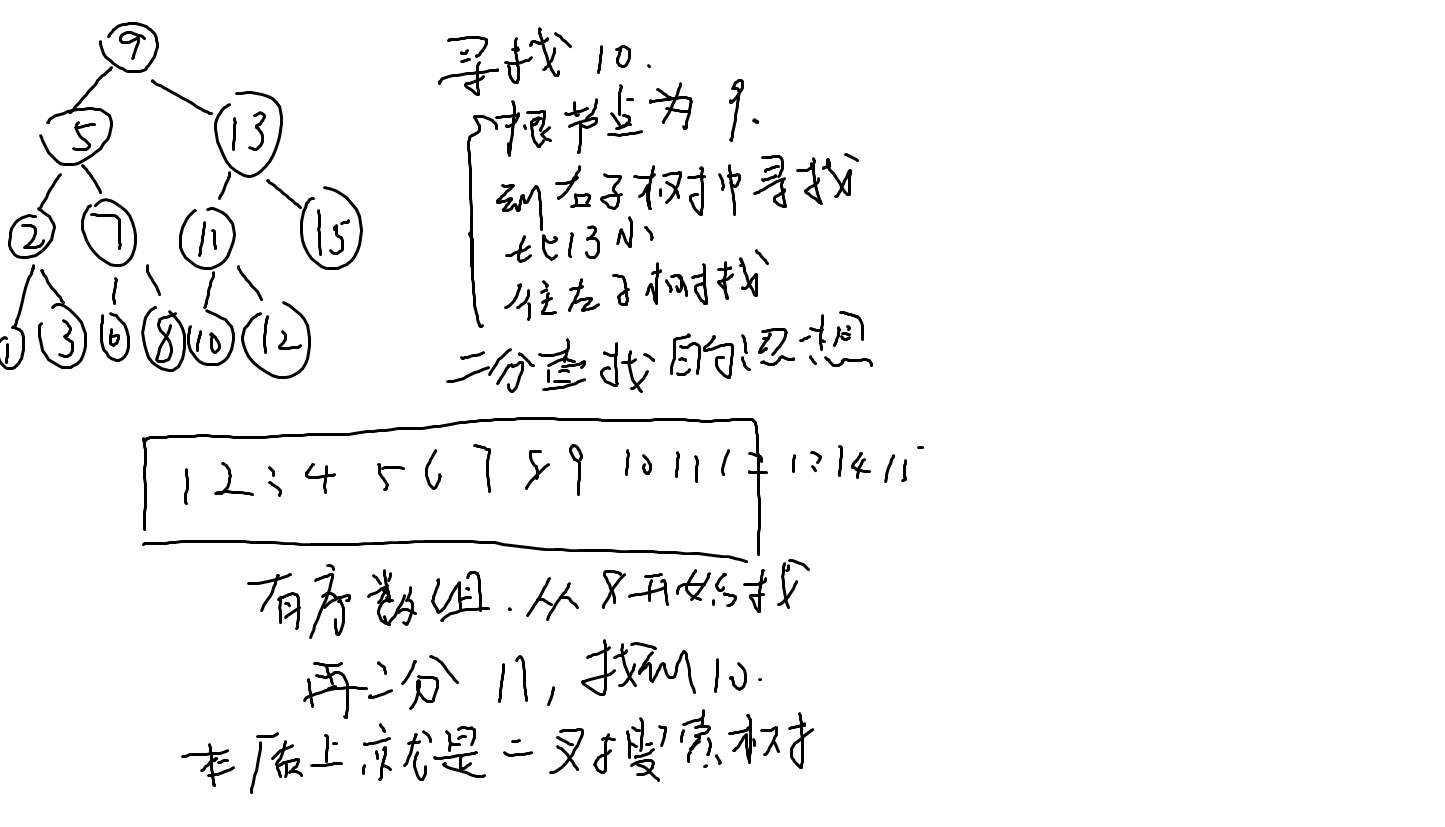 9
5 13
2 7 11 15
1 3 6 8 10 12
寻找 10.
根节点为 9.
到右子树中寻找
比13小
往左子树找
二分查找的思想
1 2 3 4 5 6 7 8 9 10 11 12 13 14 15
有序数组.从8开始找
再二分 11,找到10.
本质上就是二叉搜索树